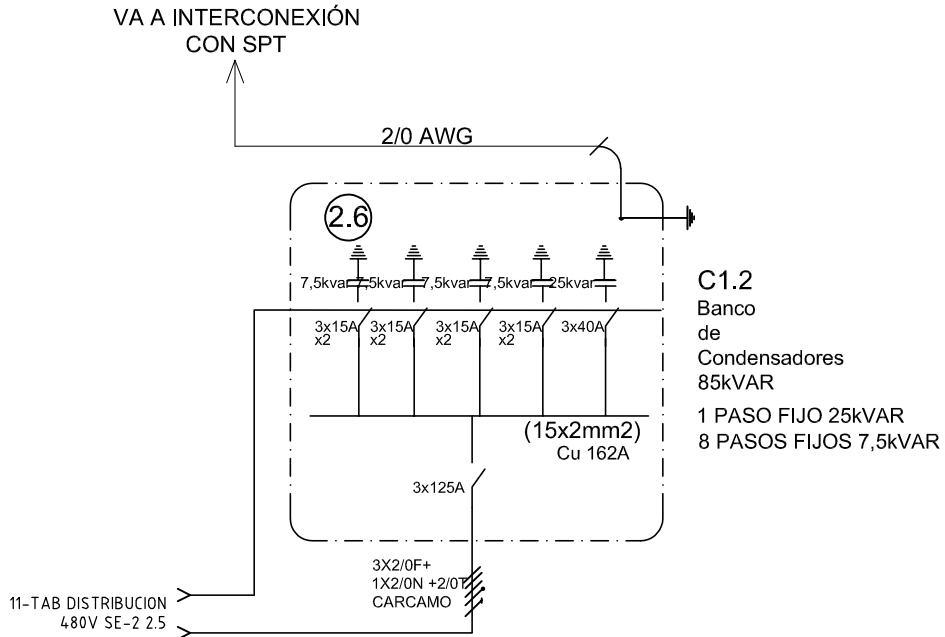 VA A INTERCONEXIÓN
CON SPT
2/0 AWG
2.6
7,5kvar
7,5kvar
7,5kvar
7,5kvar
25kvar
3x15A
x2
3x15A
x2
3x15A
x2
3x15A
x2
3x40A
(15x2mm2)
Cu 162A
3x125A
C1.2
Banco
de
Condensadores
85kVAR
1 PASO FIJO 25kVAR
8 PASOS FIJOS 7,5kVAR
3X2/0F+
1X2/0N +2/0T
CARCAMO
11-TAB DISTRIBUCION
480V SE-2 2.5